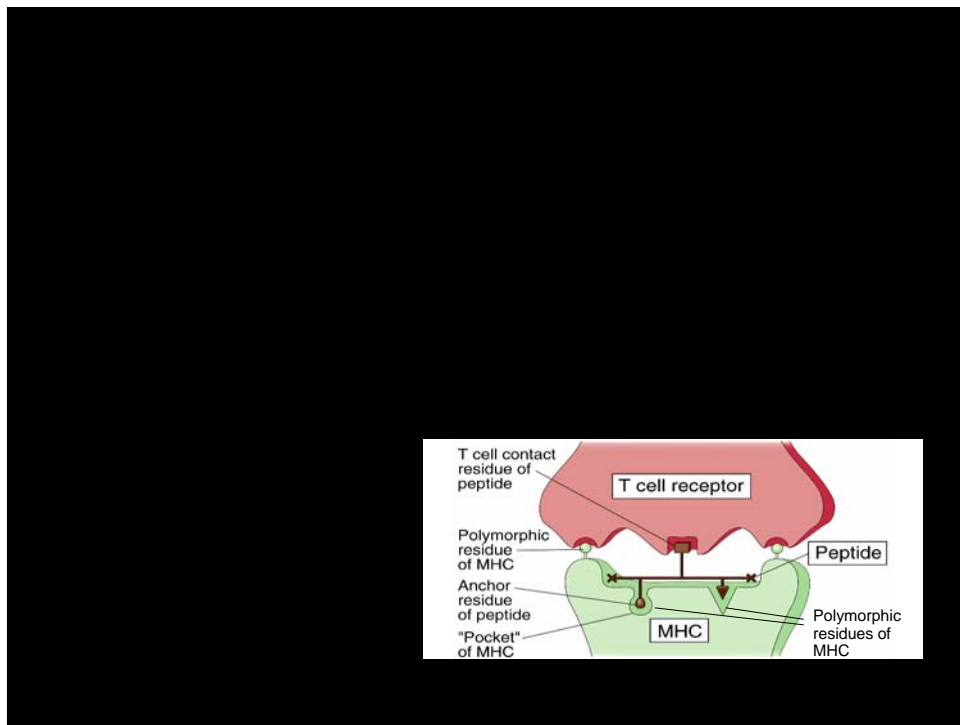 T cell contact
residue of
peptide
T cell receptor
Polymorphic
residue
of MHC
Peptide
Anchor
residue
of peptide
"Pocket"
of MHC
MHC
Polymorphic
residues of
MHC